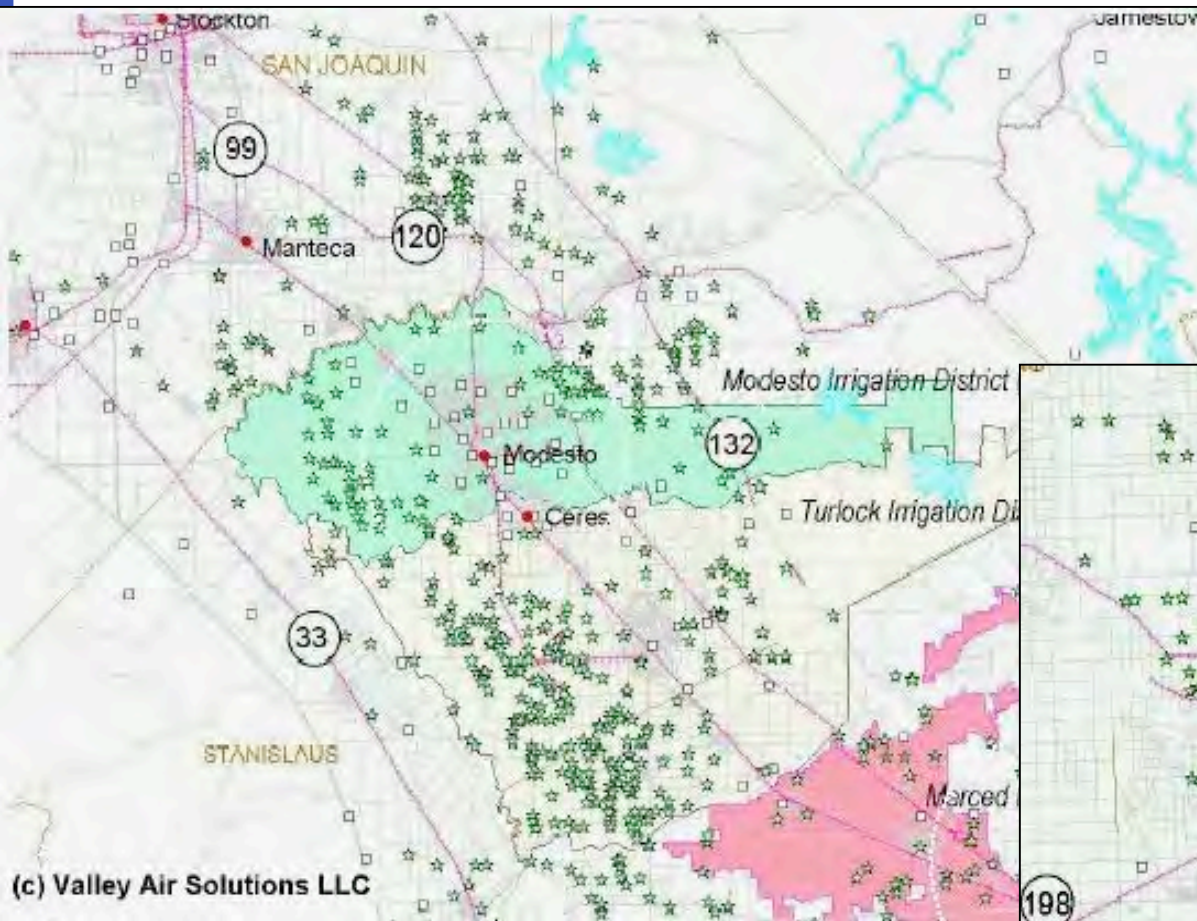 Stockton
Jamestow
SAN JOAQUIN
99
120
Manteca
Modesto Irrigation District
132
Modesto
Turlock Irrigation Di
Ceres
33
STANISLAUS
Marced
(c) Valley Air Solutions LLC
198